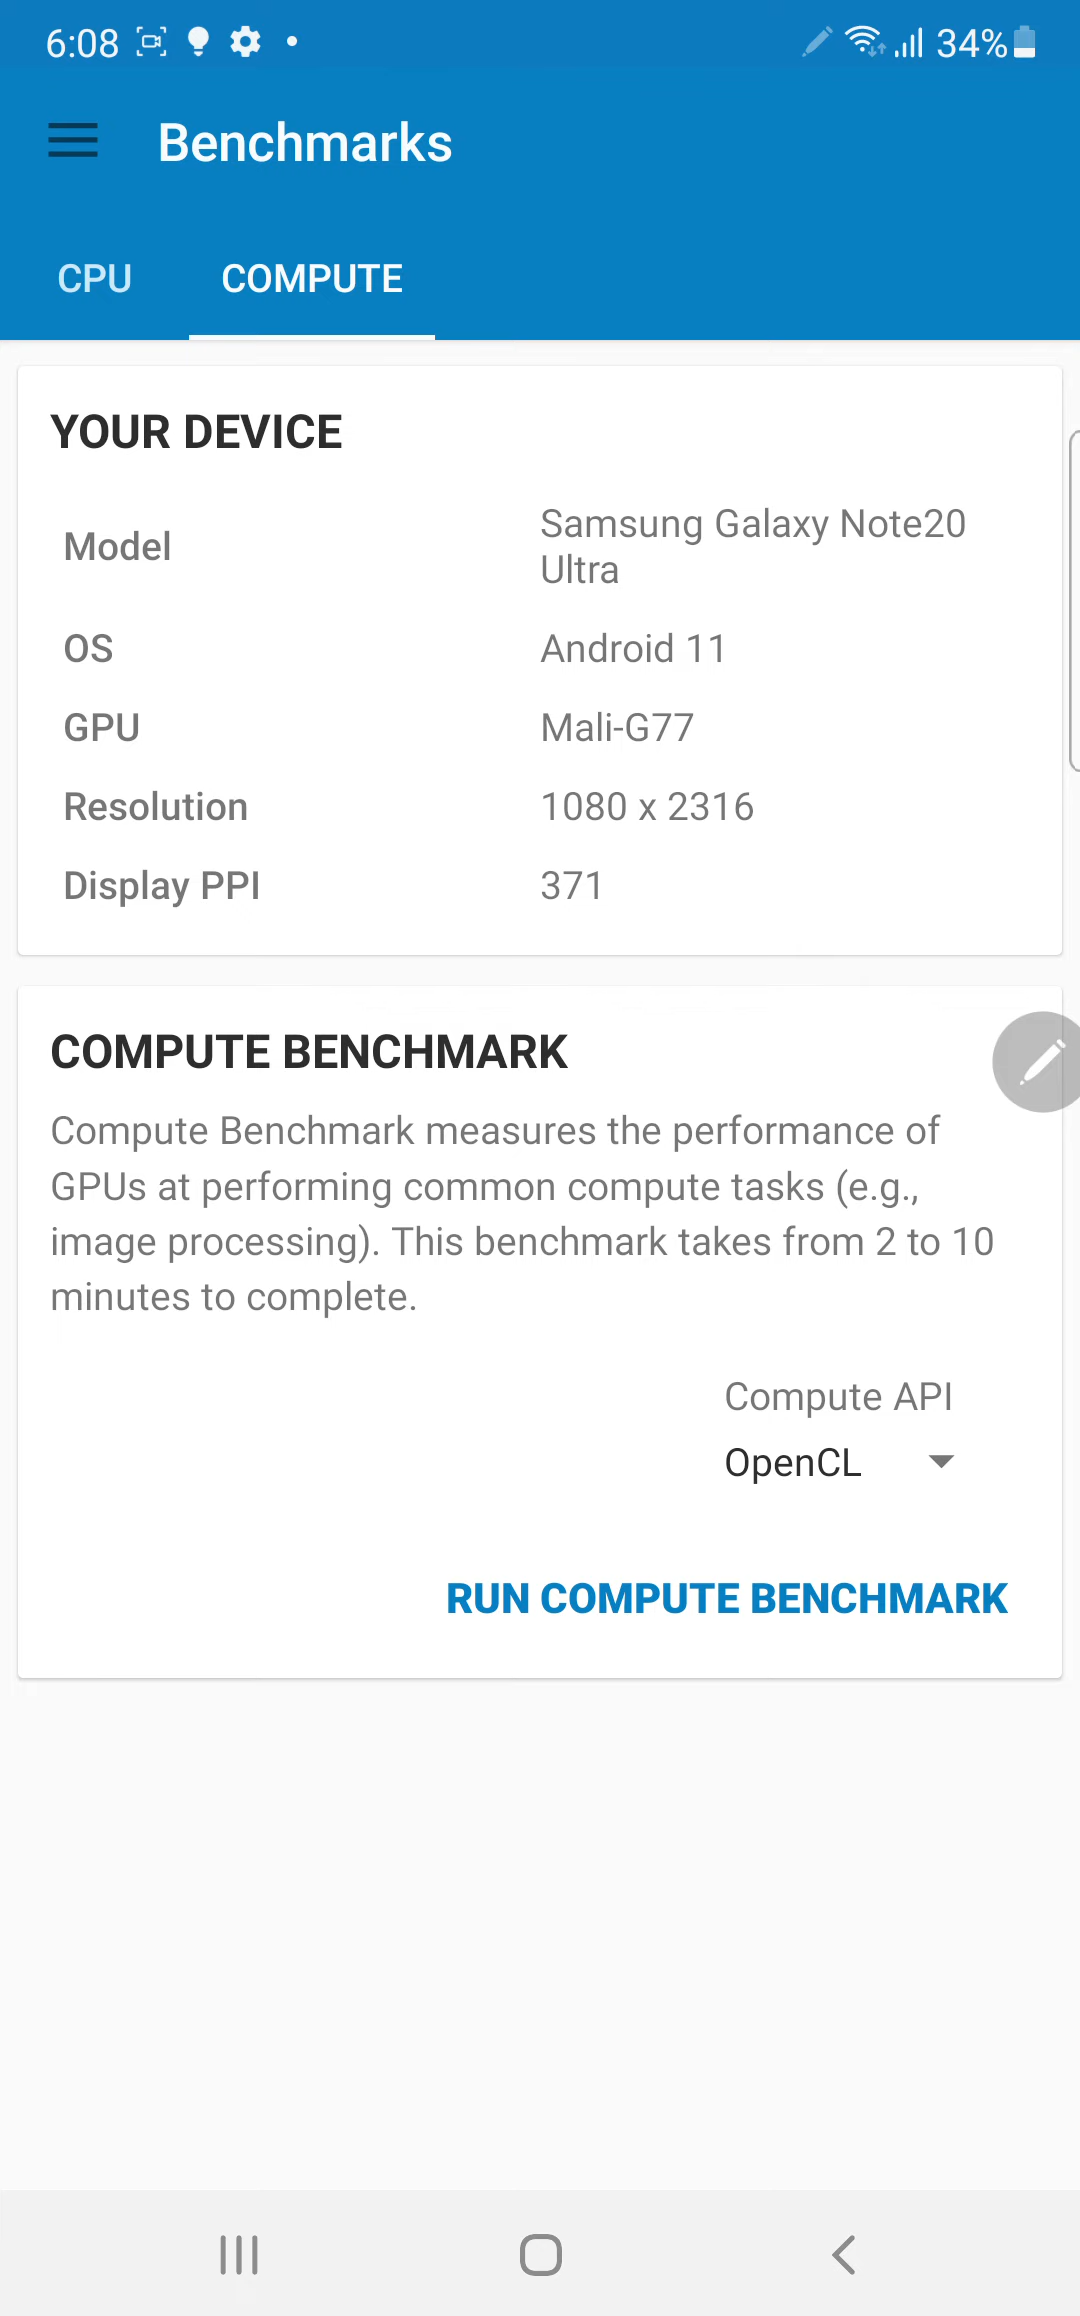 6:08 34%
Benchmarks
CPU COMPUTE
YOUR DEVICE
Model Samsung Galaxy Note20
Ultra
OS Android 11
GPU Mali-G77
Resolution 1080 x 2316
Display PPI 371
COMPUTE BENCHMARK
Compute Benchmark measures the performance of
GPUs at performing common compute tasks (e.g.,
image processing). This benchmark takes from 2 to 10
minutes to complete.
Compute API
OpenCL
RUN COMPUTE BENCHMARK